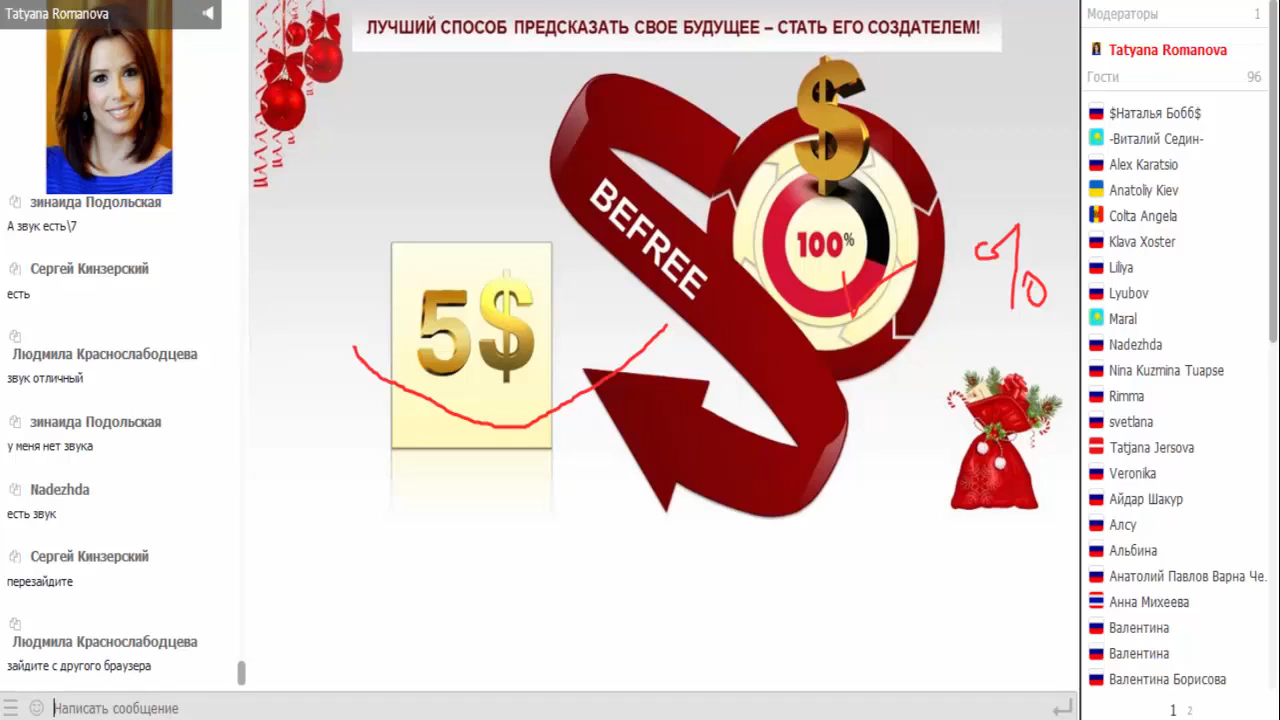 Tatyana Romanova
зинаида Подольская
А звук есть\7
Сергей Кинзерский
есть
Людмила Краснослабодцева
звук отличный
зинаида Подольская
у меня нет звука
Nadezhda
есть звук
Сергей Кинзерский
перезайдите
Людмила Краснослабодцева
зайдите с другого браузера
Написать сообщение
ЛУЧШИЙ СПОСОБ ПРЕДСКАЗАТЬ СВОЕ БУДУЩЕЕ – СТАТЬ ЕГО СОЗДАТЕЛЕМ!
$
BEFREE
100%
5$
%
Модераторы 1
Tatyana Romanova
Гости 96
$Наталья Бобб$
-Виталий Седин-
Alex Karatsio
Anatoliy Kiev
Colta Angela
Klava Xoster
Liliya
Lyubov
Maral
Nadezhda
Nina Kuzmina Tuapse
Rimma
svetlana
Tatjana Jersova
Veronika
Айдар Шакур
Алсу
Альбина
Анатолий Павлов Варна Че.
Анна Михеева
Валентина
Валентина
Валентина Борисова
1 2